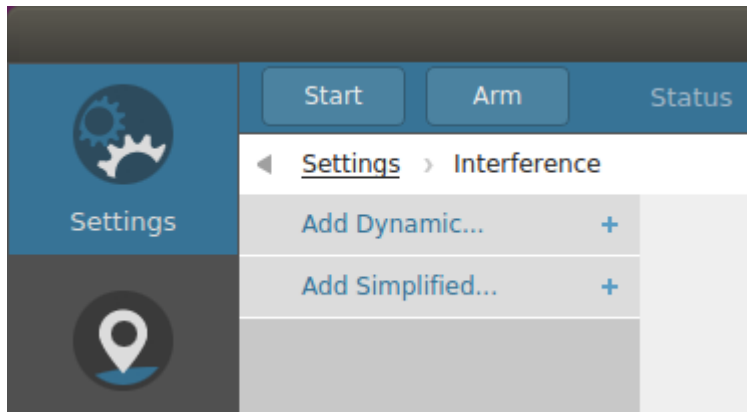 Start Arm Status
Settings › Interference
Settings
Add Dynamic... +
Add Simplified... +